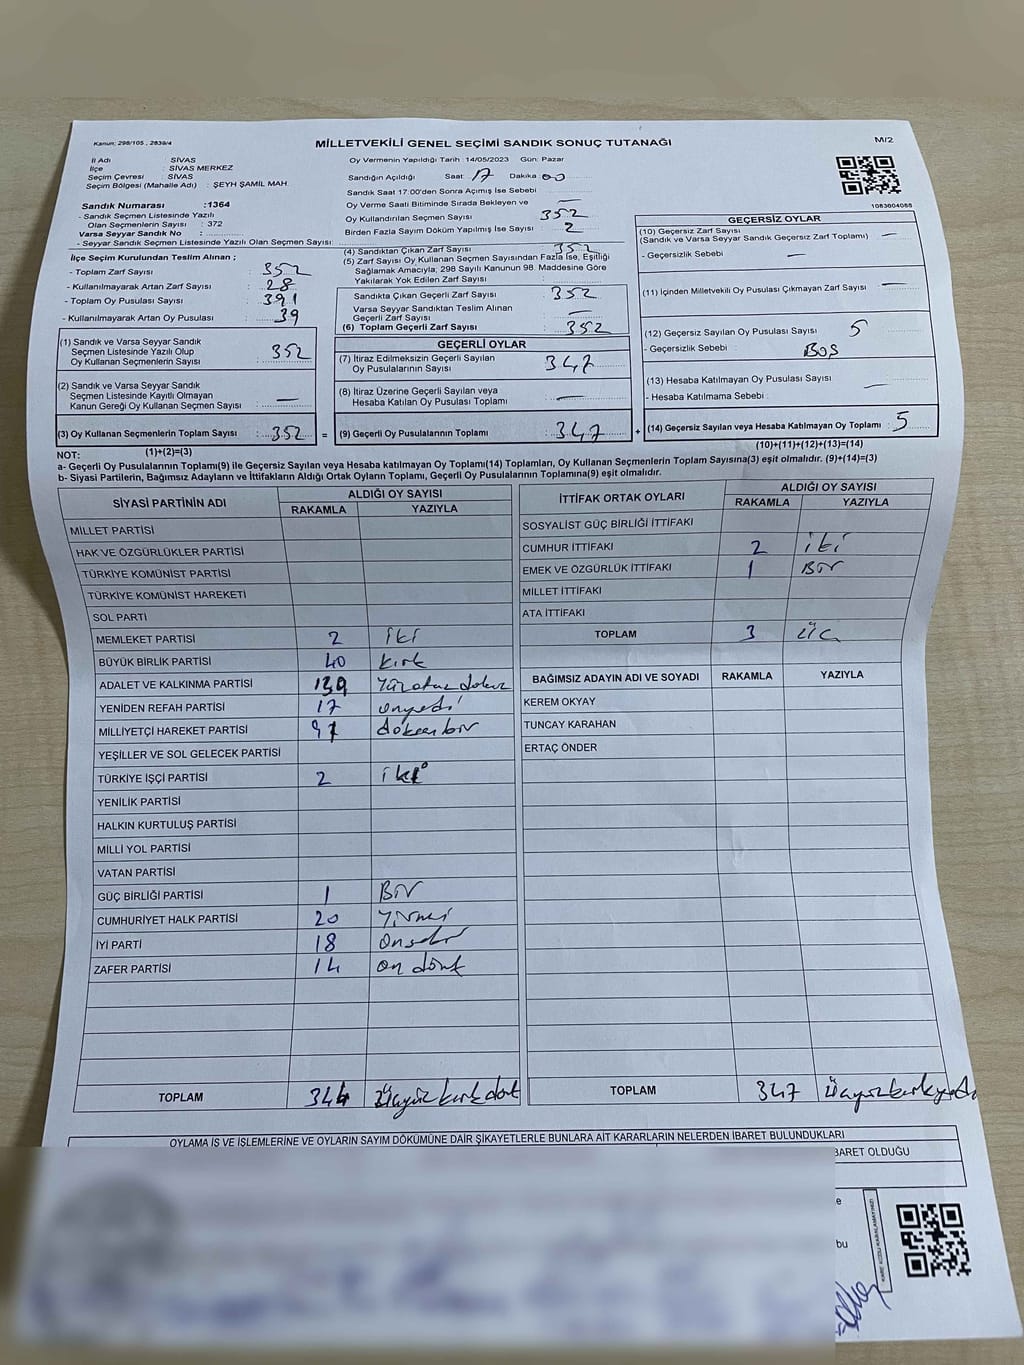 Kanun; 298/105 , 2839/4
MİLLETVEKİLİ GENEL SEÇİMİ SANDIK SONUÇ TUTANAĞI
M/2
İl Adı SİVAS
İlçe SİVAS MERKEZ
Seçim Çevresi : SİVAS
Seçim Bölgesi (Mahalle Adı) : ŞEYH ŞAMİL MAH.
Sandık Numarası :1364
- Sandık Seçmen Listesinde Yazılı
Olan Seçmenlerin Sayısı : 372
Varsa Seyyar Sandık No :
- Seyyar Sandık Seçmen Listesinde Yazılı Olan Seçmen Sayısı:
Oy Vermenin Yapıldığı Tarih : 14/05/2023 Gün: Pazar
Sandığın Açıldığı Saat: 17 Dakika 00
Sandık Saat 17:00'den Sonra Açımış İse Sebebi
Oy Verme Saati Bitiminde Sırada Bekleyen ve —
Oy Kullandırılan Seçmen Sayısı 352
Birden Fazla Sayım Döküm Yapılmış İse Sayısı : 2
1083604088
İlçe Seçim Kurulundan Teslim Alınan ;
- Toplam Zarf Sayısı : 352
- Kullanılmayarak Artan Zarf Sayısı : 28
- Toplam Oy Pusulası Sayısı : 391
- Kullanılmayarak Artan Oy Pusulası : 39
(1) Sandık ve Varsa Seyyar Sandık
Seçmen Listesinde Yazılı Olup
Oy Kullanan Seçmenlerin Sayısı : 352
(2) Sandık ve Varsa Seyyar Sandık
Seçmen Listesinde Kayıtlı Olmayan
Kanun Gereği Oy Kullanan Seçmen Sayısı : —
(3) Oy Kullanan Seçmenlerin Toplam Sayısı : 352 =
(1)+(2)=(3)
(4) Sandıktan Çıkan Zarf Sayısı 352
(5) Zarf Sayısı Oy Kullanan Seçmen Sayısından Fazla İse, Eşitliği
Sağlamak Amacıyla; 298 Sayılı Kanunun 98. Maddesine Göre
Yakılarak Yok Edilen Zarf Sayısı :
Sandıkta Çıkan Geçerli Zarf Sayısı : 352
Varsa Seyyar Sandıktan Teslim Alınan
Geçerli Zarf Sayısı : —
(6) Toplam Geçerli Zarf Sayısı : 352
GEÇERLİ OYLAR
(7) İtiraz Edilmeksizin Geçerli Sayılan
Oy Pusulalarının Sayısı : 347
(8) İtiraz Üzerine Geçerli Sayılan veya
Hesaba Katılan Oy Pusulası Toplamı : —
(9) Geçerli Oy Pusulalarının Toplamı : 347 +
GEÇERSİZ OYLAR
(10) Geçersiz Zarf Sayısı
(Sandık ve Varsa Seyyar Sandık Geçersiz Zarf Toplamı) : —
- Geçersizlik Sebebi : —
(11) İçinden Milletvekili Oy Pusulası Çıkmayan Zarf Sayısı : —
(12) Geçersiz Sayılan Oy Pusulası Sayısı : 5
- Geçersizlik Sebebi : BOŞ
(13) Hesaba Katılmayan Oy Pusulası Sayısı :
- Hesaba Katılmama Sebebi : —
(14) Geçersiz Sayılan veya Hesaba Katılmayan Oy Toplamı : 5
(10)+(11)+(12)+(13)=(14)
NOT:
a- Geçerli Oy Pusulalarının Toplamı(9) ile Geçersiz Sayılan veya Hesaba katılmayan Oy Toplamı(14) Toplamları, Oy Kullanan Seçmenlerin Toplam Sayısına(3) eşit olmalıdır. (9)+(14)=(3)
b- Siyasi Partilerin, Bağımsız Adayların ve İttifakların Aldığı Ortak Oyların Toplamı, Geçerli Oy Pusulalarının Toplamına(9) eşit olmalıdır.
SİYASİ PARTİNİN ADI ALDIĞI OY SAYISI
RAKAMLA YAZIYLA
MİLLET PARTİSİ
HAK VE ÖZGÜRLÜKLER PARTİSİ
TÜRKİYE KOMÜNİST PARTİSİ
TÜRKİYE KOMÜNİST HAREKETİ
SOL PARTİ
MEMLEKET PARTİSİ 2 iki
BÜYÜK BİRLİK PARTİSİ 40 kırk
ADALET VE KALKINMA PARTİSİ 139 Yüz otuz dokuz
YENİDEN REFAH PARTİSİ 17 onyedi
MİLLİYETÇİ HAREKET PARTİSİ 91 doksan bir
YEŞİLLER VE SOL GELECEK PARTİSİ
TÜRKİYE İŞÇİ PARTİSİ 2 iki
YENİLİK PARTİSİ
HALKIN KURTULUŞ PARTİSİ
MİLLİ YOL PARTİSİ
VATAN PARTİSİ
GÜÇ BİRLİĞİ PARTİSİ 1 Bir
CUMHURİYET HALK PARTİSİ 20 Yirmi
İYİ PARTİ 18 Onsekiz
ZAFER PARTİSİ 14 on dört
TOPLAM 344 Üçyüz kırk dört
İTTİFAK ORTAK OYLARI ALDIĞI OY SAYISI
RAKAMLA YAZIYLA
SOSYALİST GÜÇ BİRLİĞİ İTTİFAKI
CUMHUR İTTİFAKI 2 iki
EMEK VE ÖZGÜRLÜK İTTİFAKI 1 Bir
MİLLET İTTİFAKI
ATA İTTİFAKI
TOPLAM 3 üç
BAĞIMSIZ ADAYIN ADI VE SOYADI RAKAMLA YAZIYLA
KEREM OKYAY
TUNCAY KARAHAN
ERTAÇ ÖNDER
TOPLAM 347 Üçyüz kırkyedi
OYLAMA İŞ VE İŞLEMLERİNE VE OYLARIN SAYIM DÖKÜMÜNE DAİR ŞİKAYETLERLE BUNLARA AİT KARARLARIN NELERDEN İBARET BULUNDUKLARI
BARET OLDUĞU
e
bu